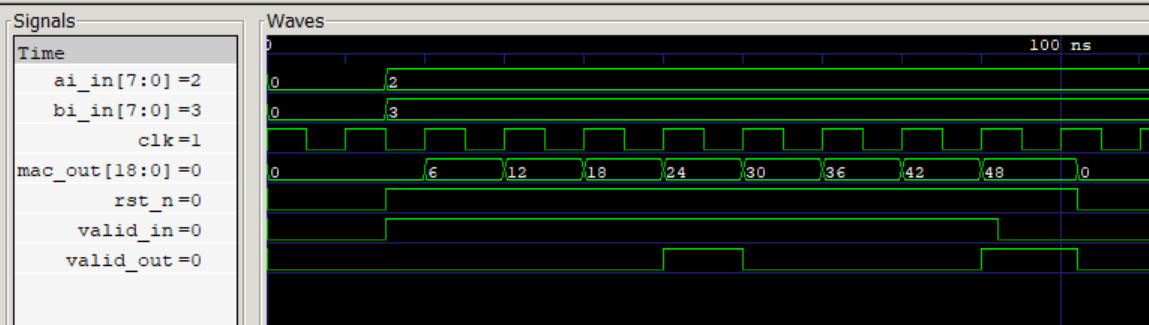 Signals Waves
Time 0 100 ns
ai_in[7:0] =2 0 2
bi_in[7:0] =3 0 3
clk=1
mac_out[18:0] =0 0 6 12 18 24 30 36 42 48 0
rst_n=0
valid_in=0
valid_out =0